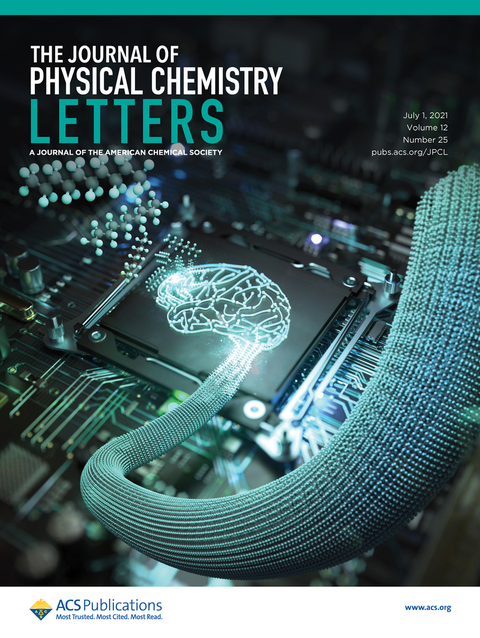 THE JOURNAL OF
PHYSICAL CHEMISTRY
LETTERS
A JOURNAL OF THE AMERICAN CHEMICAL SOCIETY
July 1, 2021
Volume 12
Number 25
pubs.acs.org/JPCL
ACS Publications
Most Trusted. Most Cited. Most Read.
www.acs.org